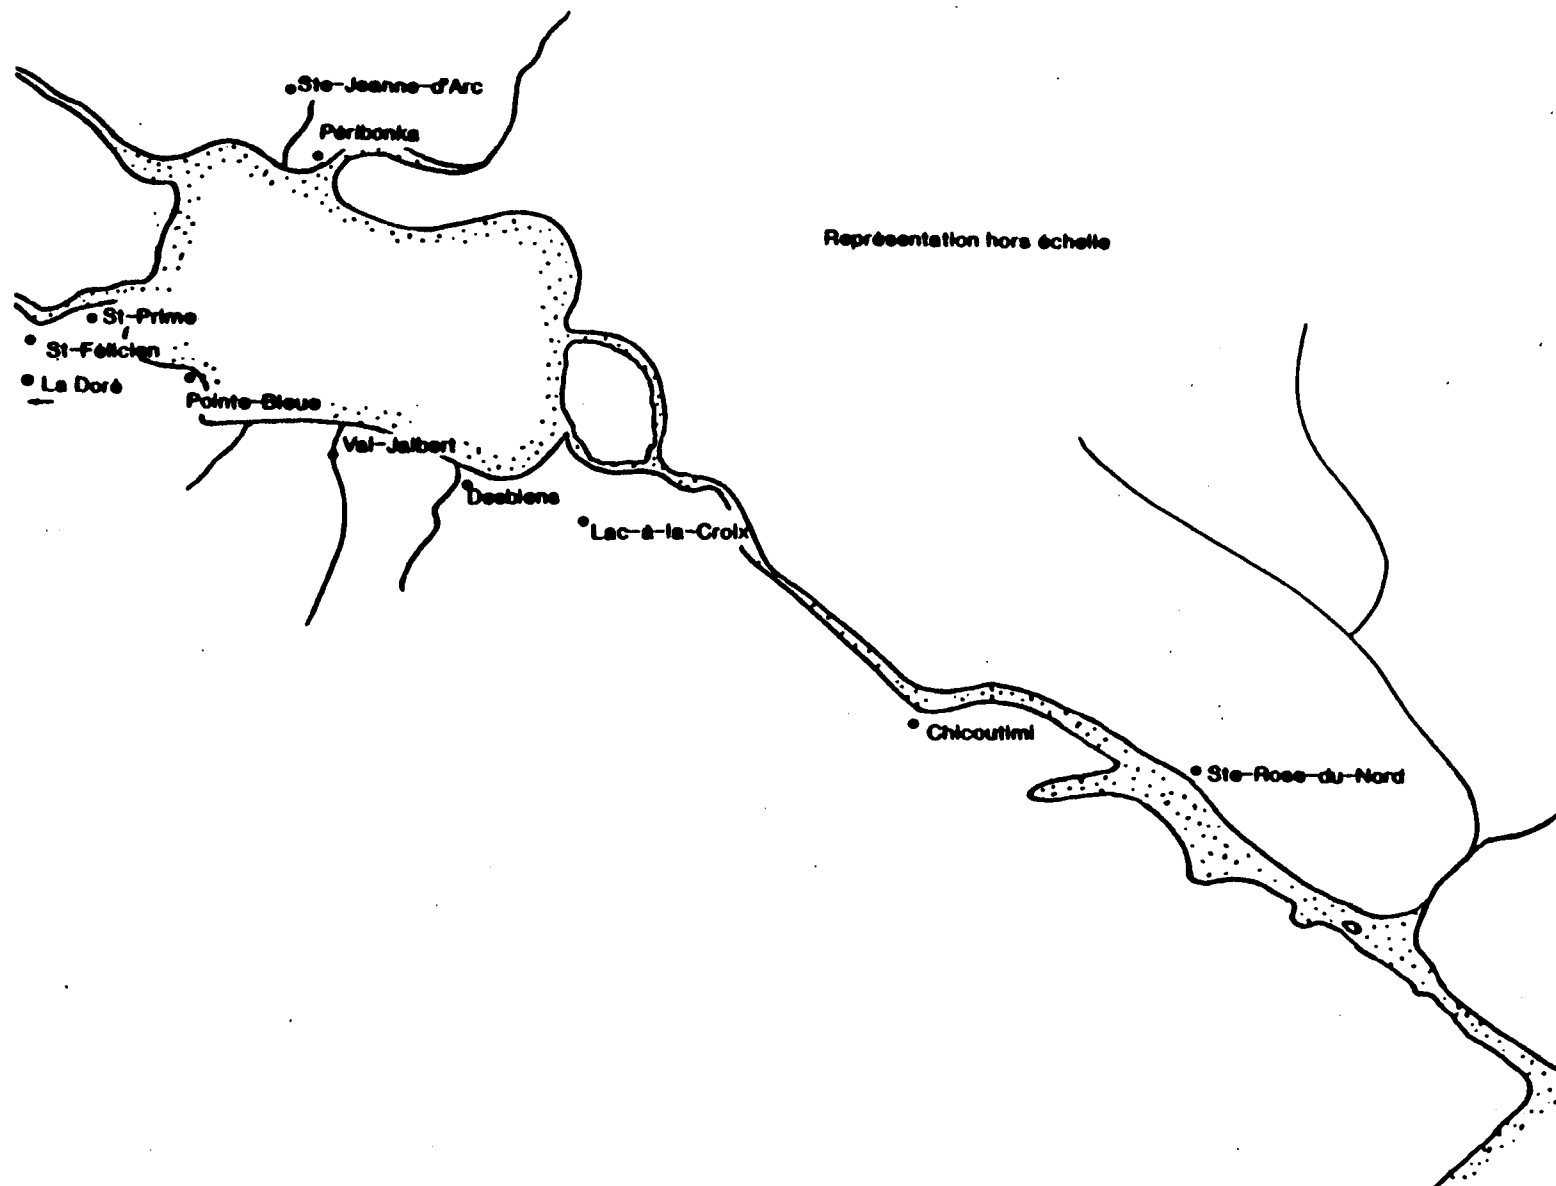 Ste-Jeanne-d'Arc
Péribonka
Représentation hors échelle
St-Prime
St-Félicien
La Doré
Pointe-Bleue
Val-Jalbert
Desbiens
Lac-à-la-Croix
Chicoutimi
Ste-Rose-du-Nord